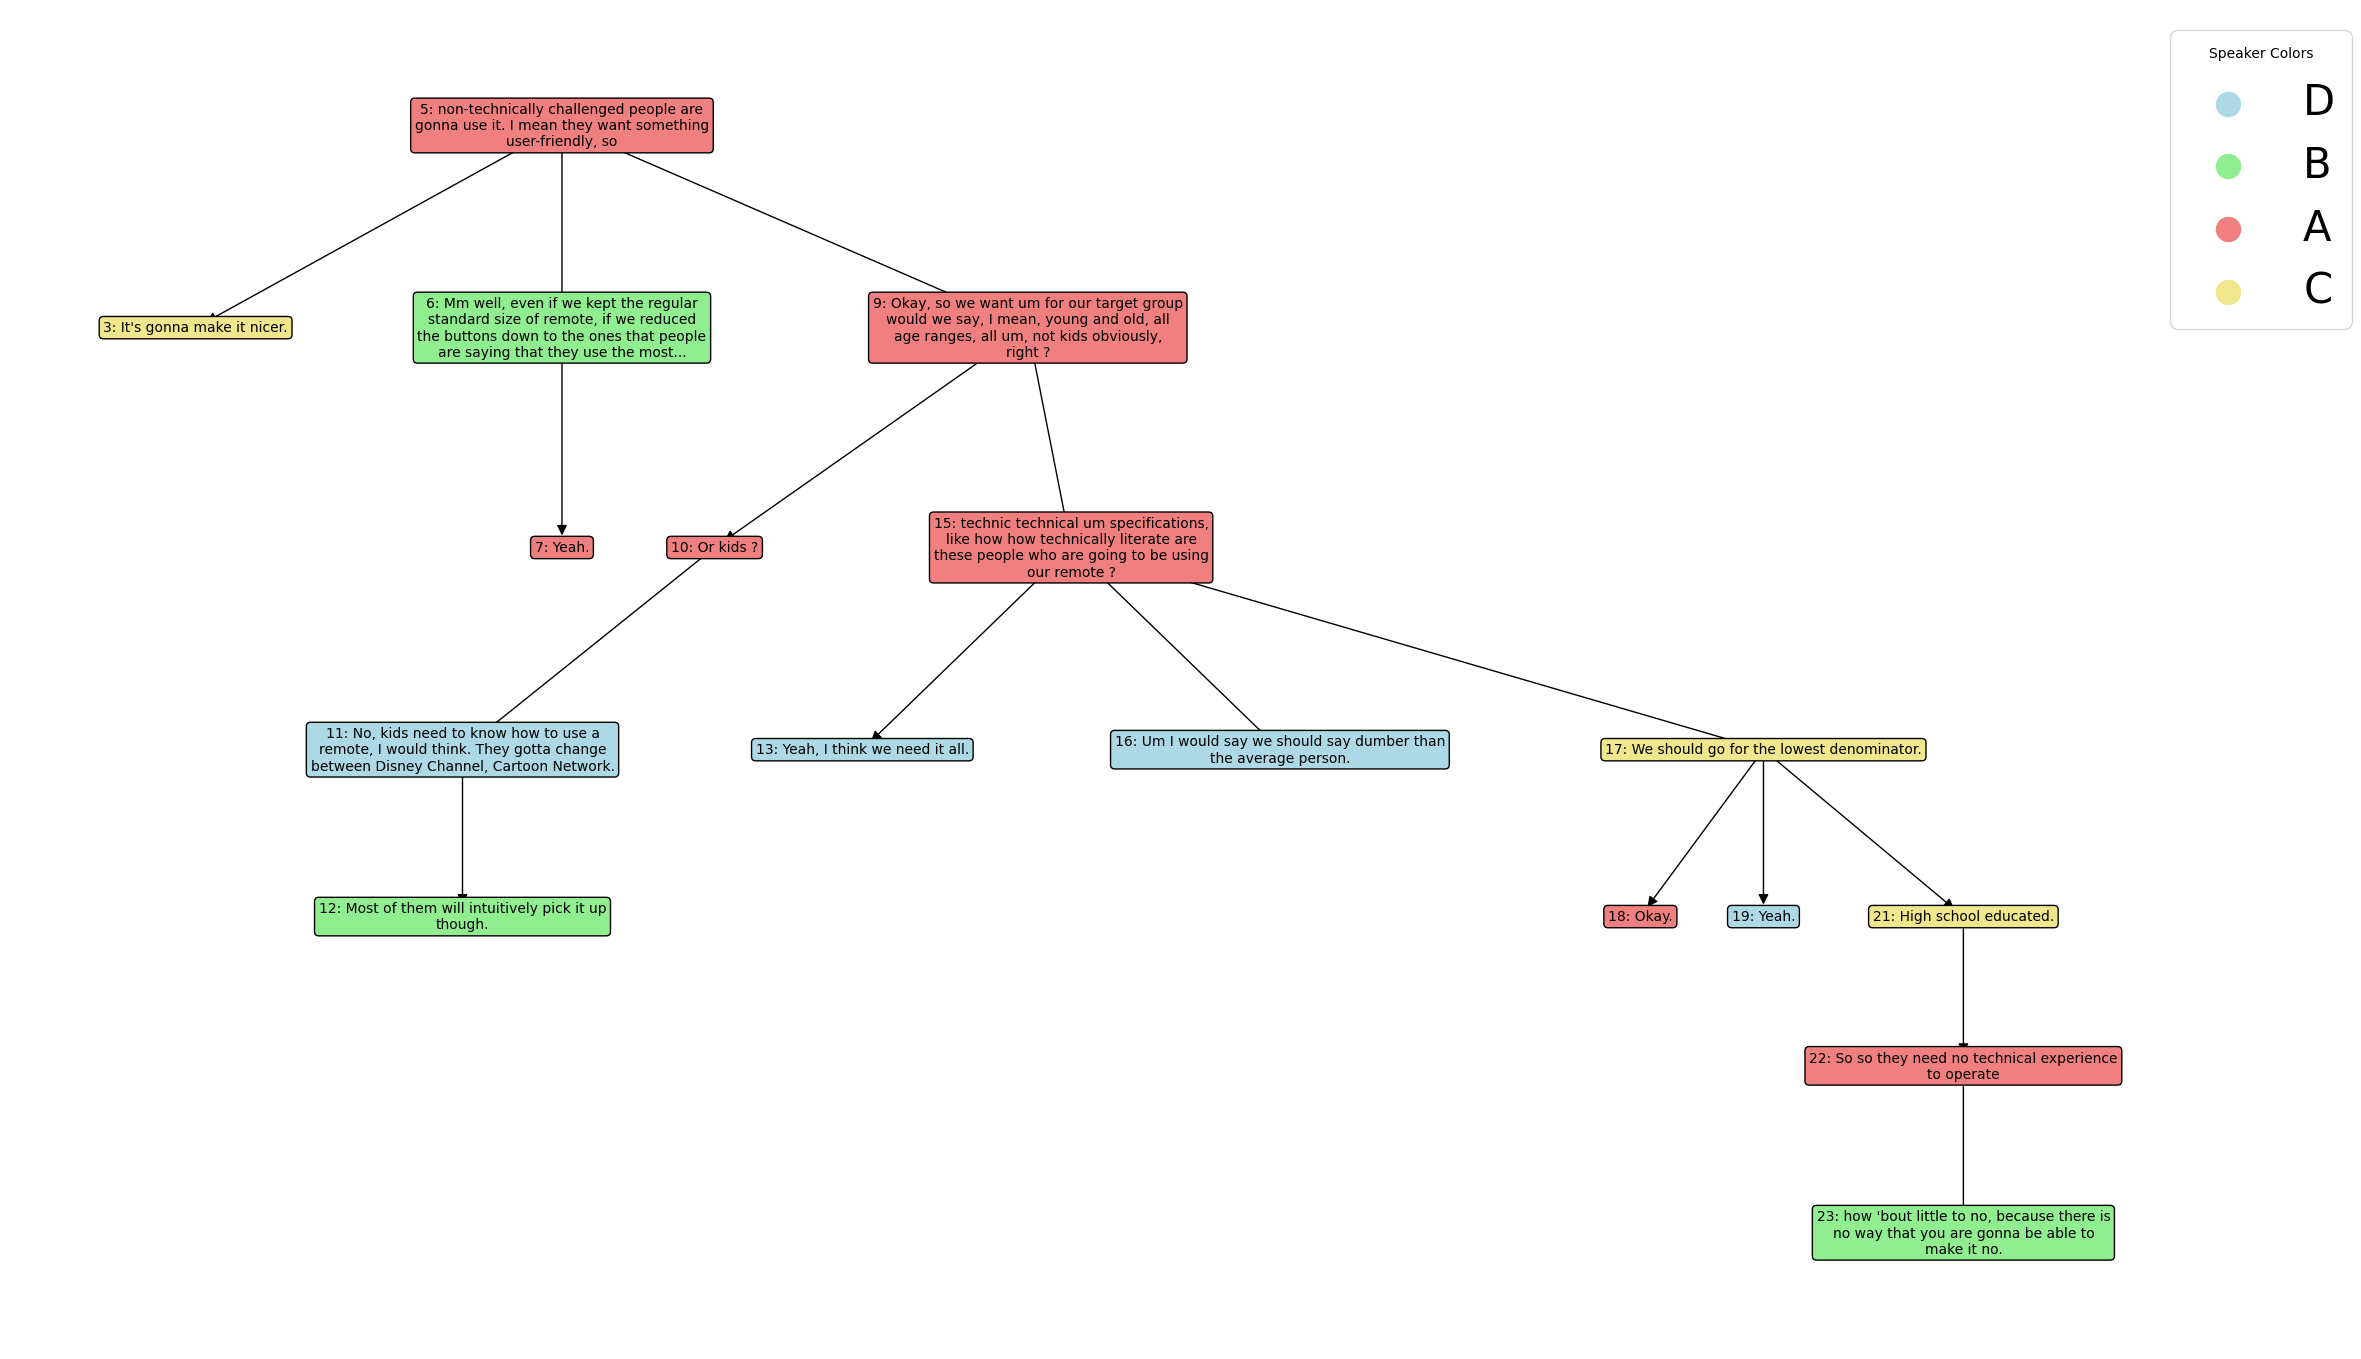 Speaker Colors
D
B
A
C
5: non-technically challenged people are
gonna use it. I mean they want something
user-friendly, so
3: It's gonna make it nicer.
6: Mm well, even if we kept the regular
standard size of remote, if we reduced
the buttons down to the ones that people
are saying that they use the most...
9: Okay, so we want um for our target group
would we say, I mean, young and old, all
age ranges, all um, not kids obviously,
right ?
7: Yeah.
10: Or kids ?
15: technic technical um specifications,
like how how technically literate are
these people who are going to be using
our remote ?
11: No, kids need to know how to use a
remote, I would think. They gotta change
between Disney Channel, Cartoon Network.
13: Yeah, I think we need it all.
16: Um I would say we should say dumber than
the average person.
17: We should go for the lowest denominator.
12: Most of them will intuitively pick it up
though.
18: Okay.
19: Yeah.
21: High school educated.
22: So so they need no technical experience
to operate
23: how 'bout little to no, because there is
no way that you are gonna be able to
make it no.